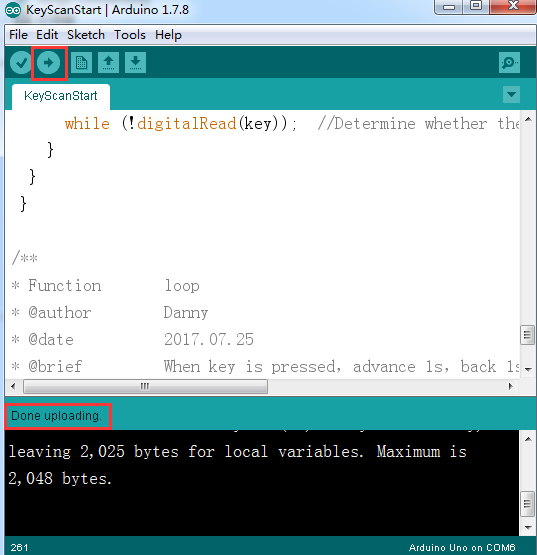 KeyScanStart | Arduino 1.7.8
File Edit Sketch Tools Help
KeyScanStart
while (!digitalRead(key)); //Determine whether the
}
}
}
/**
* Function loop
* @author Danny
* @date 2017.07.25
* @brief When key is pressed, advance 1s, back 1s
Done uploading.
leaving 2,025 bytes for local variables. Maximum is
2,048 bytes.
261 Arduino Uno on COM6